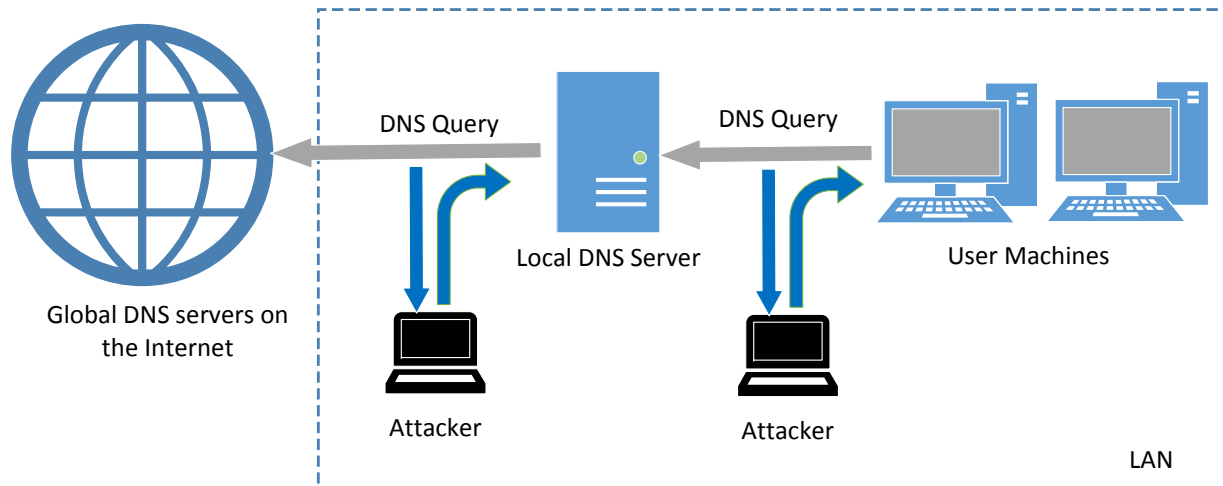 DNS Query
DNS Query
Local DNS Server
User Machines
Global DNS servers on
the Internet
Attacker
Attacker
LAN